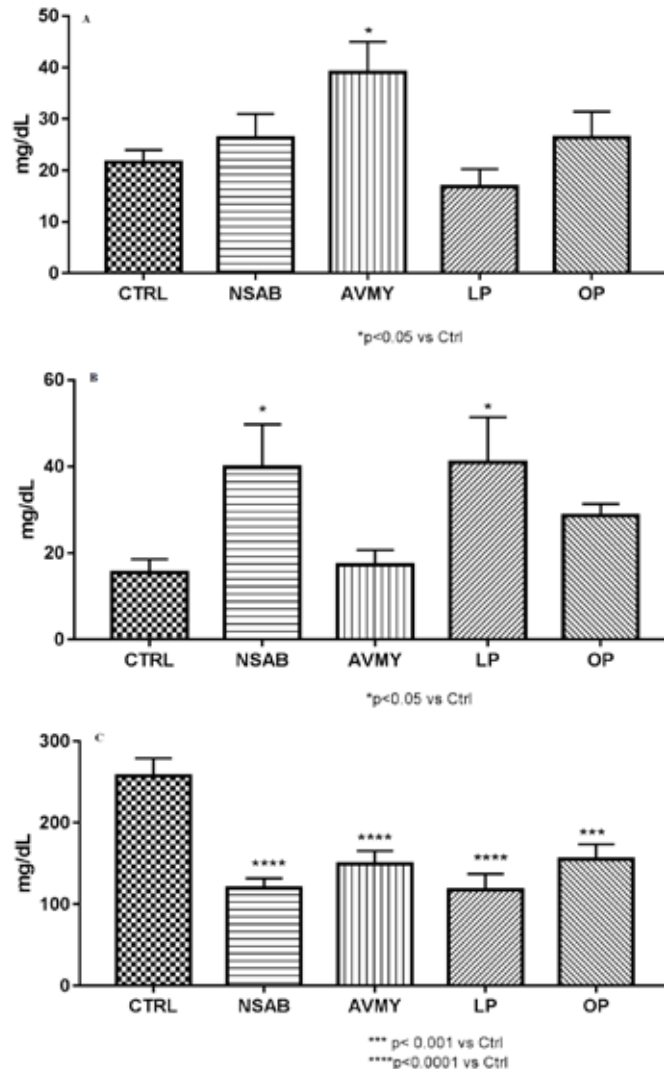 A
50
40
30
20
10
0
mg/dL
*
CTRL NSAB AVMY LP OP
*p<0.05 vs Ctrl
B
60
40
20
0
mg/dL
* *
CTRL NSAB AVMY LP OP
*p<0.05 vs Ctrl
C
300
200
100
0
mg/dL
**** **** **** ***
CTRL NSAB AVMY LP OP
*** p< 0.001 vs Ctrl
****p<0.0001 vs Ctrl